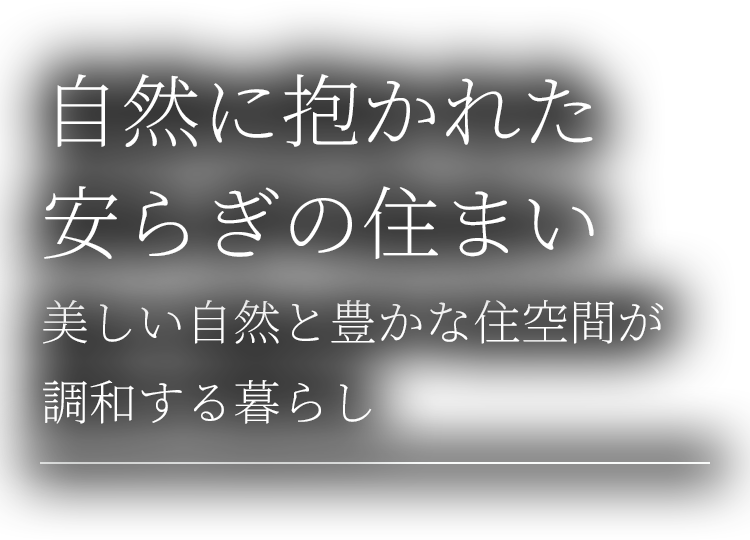 自然に抱かれた
安らぎの住まい
美しい自然と豊かな住空間が
調和する暮らし